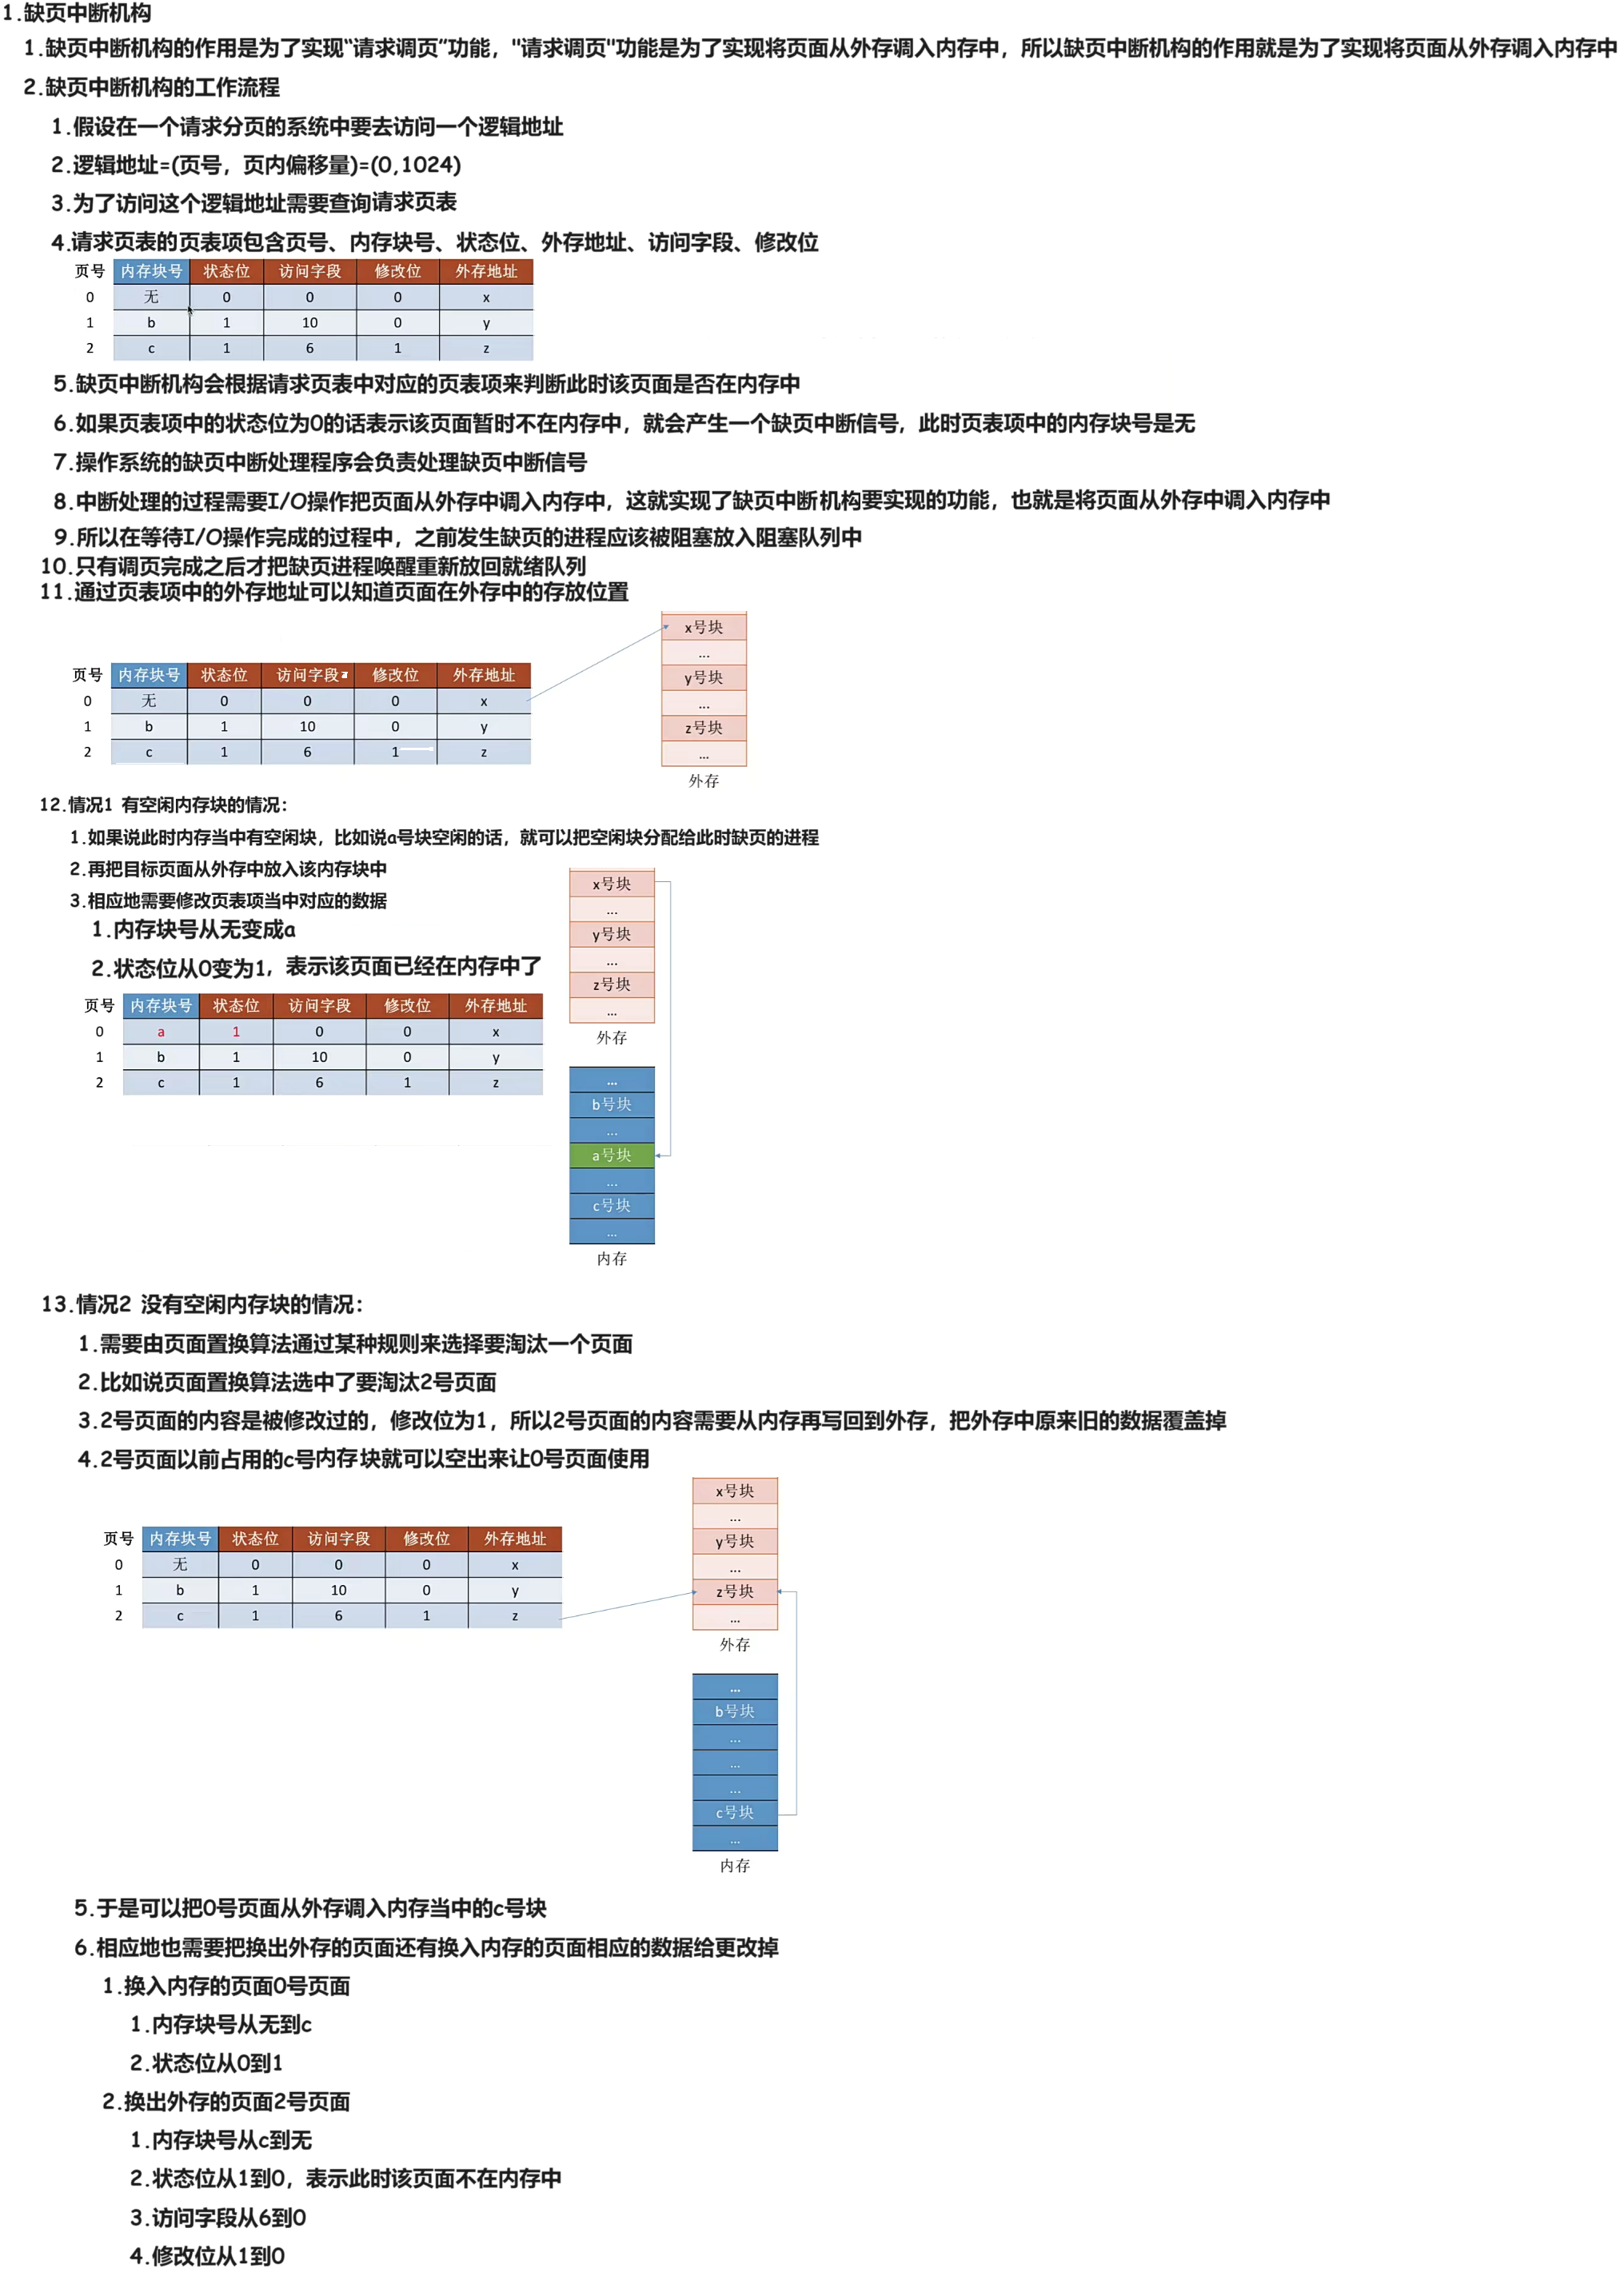 1.缺页中断机构
1.缺页中断机构的作用是为了实现“请求调页”功能，"请求调页"功能是为了实现将页面从外存调入内存中，所以缺页中断机构的作用就是为了实现将页面从外存调入内存中
2.缺页中断机构的工作流程
1.假设在一个请求分页的系统中要去访问一个逻辑地址
2.逻辑地址=(页号，页内偏移量)=(0,1024)
3.为了访问这个逻辑地址需要查询请求页表
4.请求页表的页表项包含页号、内存块号、状态位、外存地址、访问字段、修改位
页号 内存块号 状态位 访问字段 修改位 外存地址
0 无 0 0 0 x
1 b 1 10 0 y
2 c 1 6 1 z
5.缺页中断机构会根据请求页表中对应的页表项来判断此时该页面是否在内存中
6.如果页表项中的状态位为0的话表示该页面暂时不在内存中，就会产生一个缺页中断信号，此时页表项中的内存块号是无
7.操作系统的缺页中断处理程序会负责处理缺页中断信号
8.中断处理的过程需要I/O操作把页面从外存中调入内存中，这就实现了缺页中断机构要实现的功能，也就是将页面从外存中调入内存中
9.所以在等待I/O操作完成的过程中，之前发生缺页的进程应该被阻塞放入阻塞队列中
10.只有调页完成之后才把缺页进程唤醒重新放回就绪队列
11.通过页表项中的外存地址可以知道页面在外存中的存放位置
页号 内存块号 状态位 访问字段 修改位 外存地址
0 无 0 0 0 x
1 b 1 10 0 y
2 c 1 6 1 z
x号块
...
y号块
...
z号块
...
外存
12.情况1 有空闲内存块的情况：
1.如果说此时内存当中有空闲块，比如说a号块空闲的话，就可以把空闲块分配给此时缺页的进程
2.再把目标页面从外存中放入该内存块中
3.相应地需要修改页表项当中对应的数据
1.内存块号从无变成a
2.状态位从0变为1，表示该页面已经在内存中了
页号 内存块号 状态位 访问字段 修改位 外存地址
0 a 1 0 0 x
1 b 1 10 0 y
2 c 1 6 1 z
x号块
...
y号块
...
z号块
...
外存
...
b号块
...
a号块
...
c号块
...
内存
13.情况2 没有空闲内存块的情况：
1.需要由页面置换算法通过某种规则来选择要淘汰一个页面
2.比如说页面置换算法选中了要淘汰2号页面
3.2号页面的内容是被修改过的，修改位为1，所以2号页面的内容需要从内存再写回到外存，把外存中原来旧的数据覆盖掉
4.2号页面以前占用的c号内存块就可以空出来让0号页面使用
页号 内存块号 状态位 访问字段 修改位 外存地址
0 无 0 0 0 x
1 b 1 10 0 y
2 c 1 6 1 z
x号块
...
y号块
...
z号块
...
外存
...
b号块
...
...
...
c号块
...
内存
5.于是可以把0号页面从外存调入内存当中的c号块
6.相应地也需要把换出外存的页面还有换入内存的页面相应的数据给更改掉
1.换入内存的页面0号页面
1.内存块号从无到c
2.状态位从0到1
2.换出外存的页面2号页面
1.内存块号从c到无
2.状态位从1到0，表示此时该页面不在内存中
3.访问字段从6到0
4.修改位从1到0